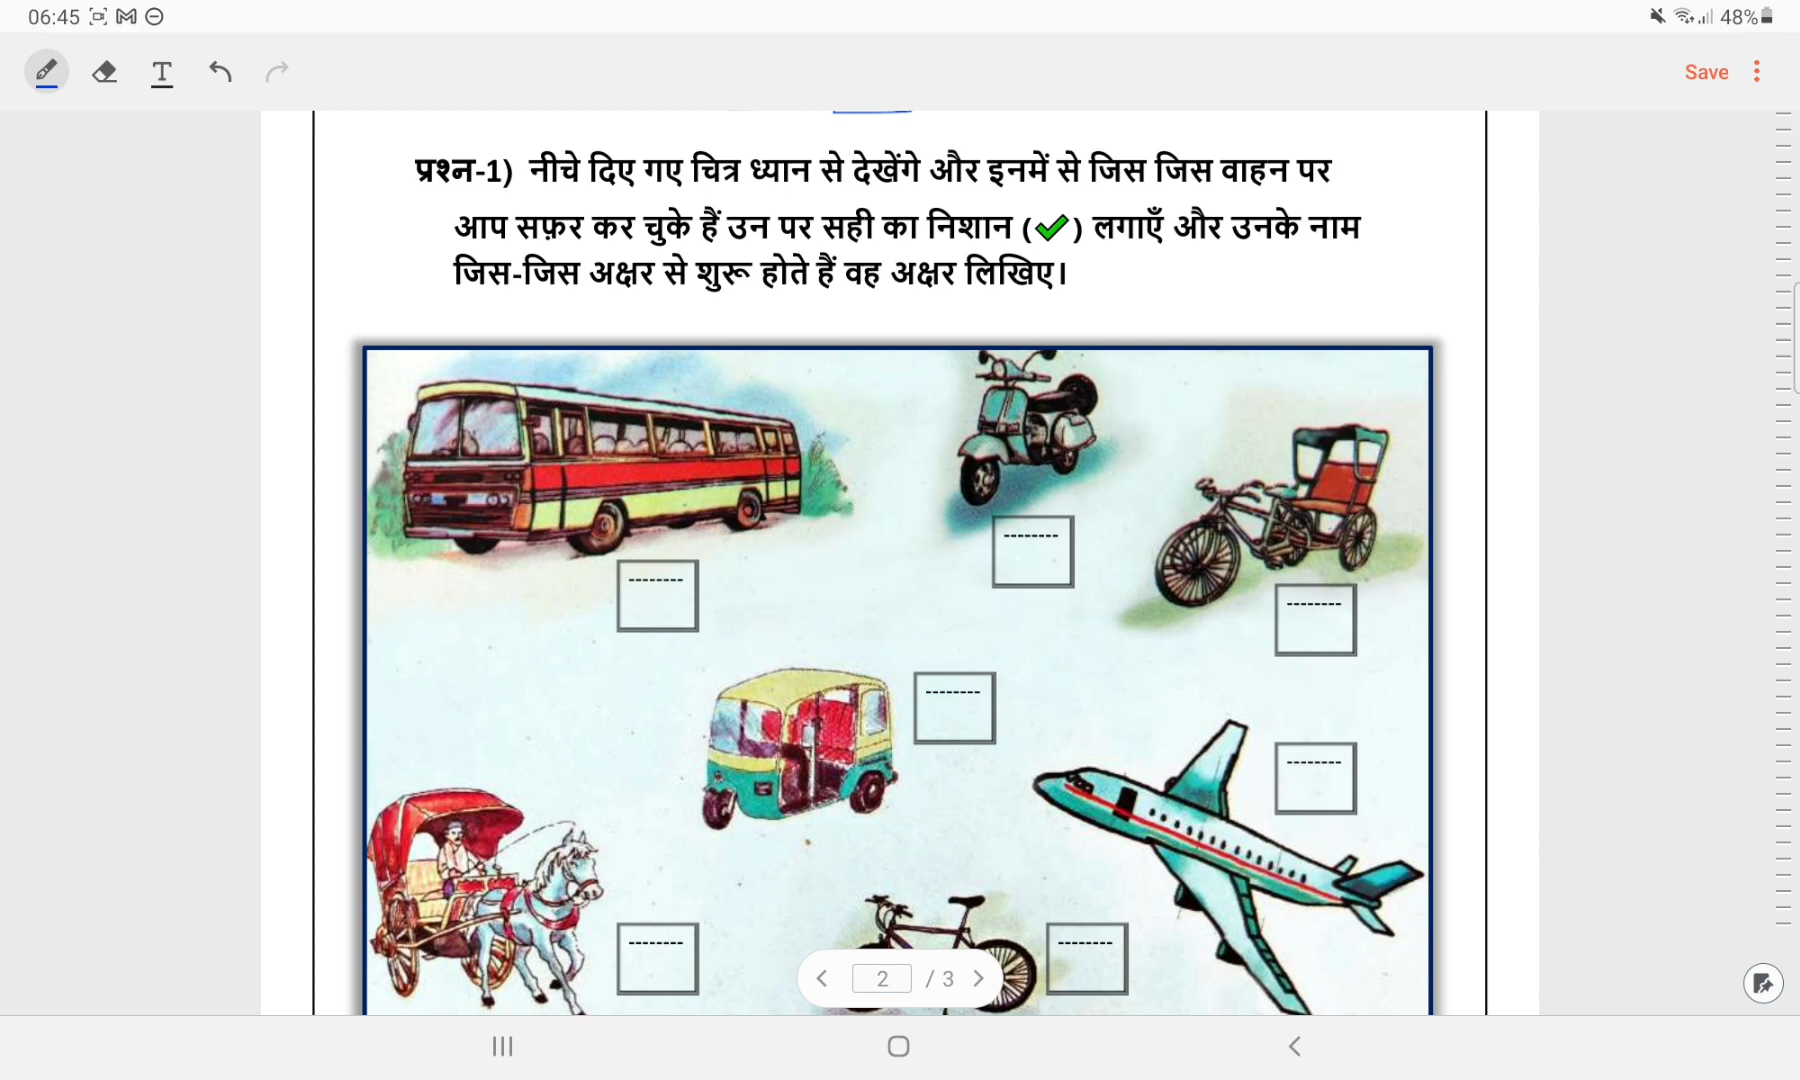 06:45
48%
Save
प्रश्न-1) नीचे दिए गए चित्र ध्यान से देखेंगे और इनमें से जिस जिस वाहन पर
आप सफ़र कर चुके हैं उन पर सही का निशान (✔) लगाएँ और उनके नाम
जिस-जिस अक्षर से शुरू होते हैं वह अक्षर लिखिए।
--------
--------
--------
--------
--------
--------
--------
2 / 3